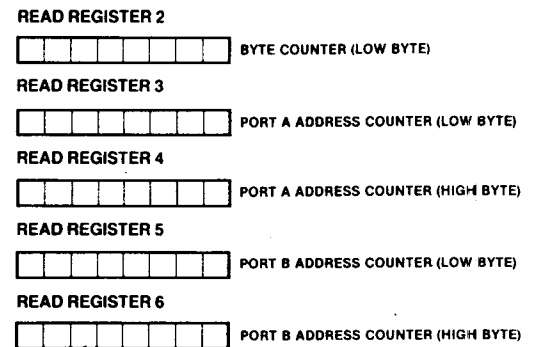 READ REGISTER 2
BYTE COUNTER (LOW BYTE)
READ REGISTER 3
PORT A ADDRESS COUNTER (LOW BYTE)
READ REGISTER 4
PORT A ADDRESS COUNTER (HIGH BYTE)
READ REGISTER 5
PORT B ADDRESS COUNTER (LOW BYTE)
READ REGISTER 6
PORT B ADDRESS COUNTER (HIGH BYTE)